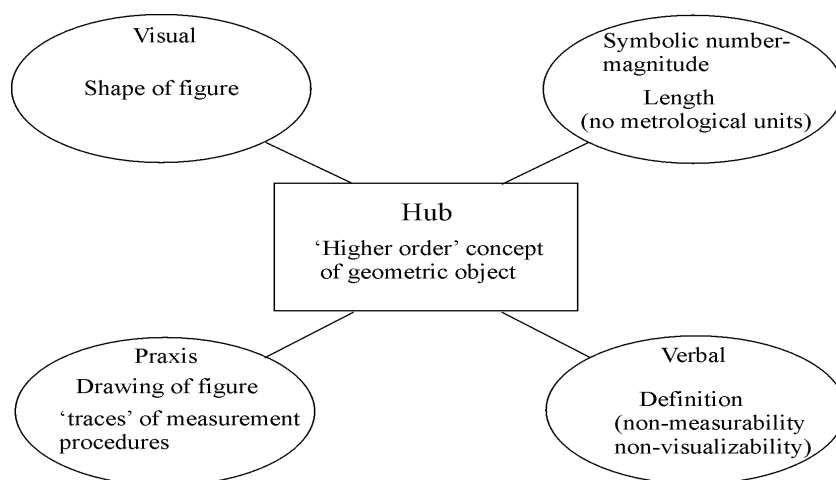 Visual
Shape of figure
Symbolic number-
magnitude
Length
(no metrological units)
Hub
‘Higher order’ concept
of geometric object
Praxis
Drawing of figure
‘traces’ of measurement
procedures
Verbal
Definition
(non-measurability
non-visualizability)